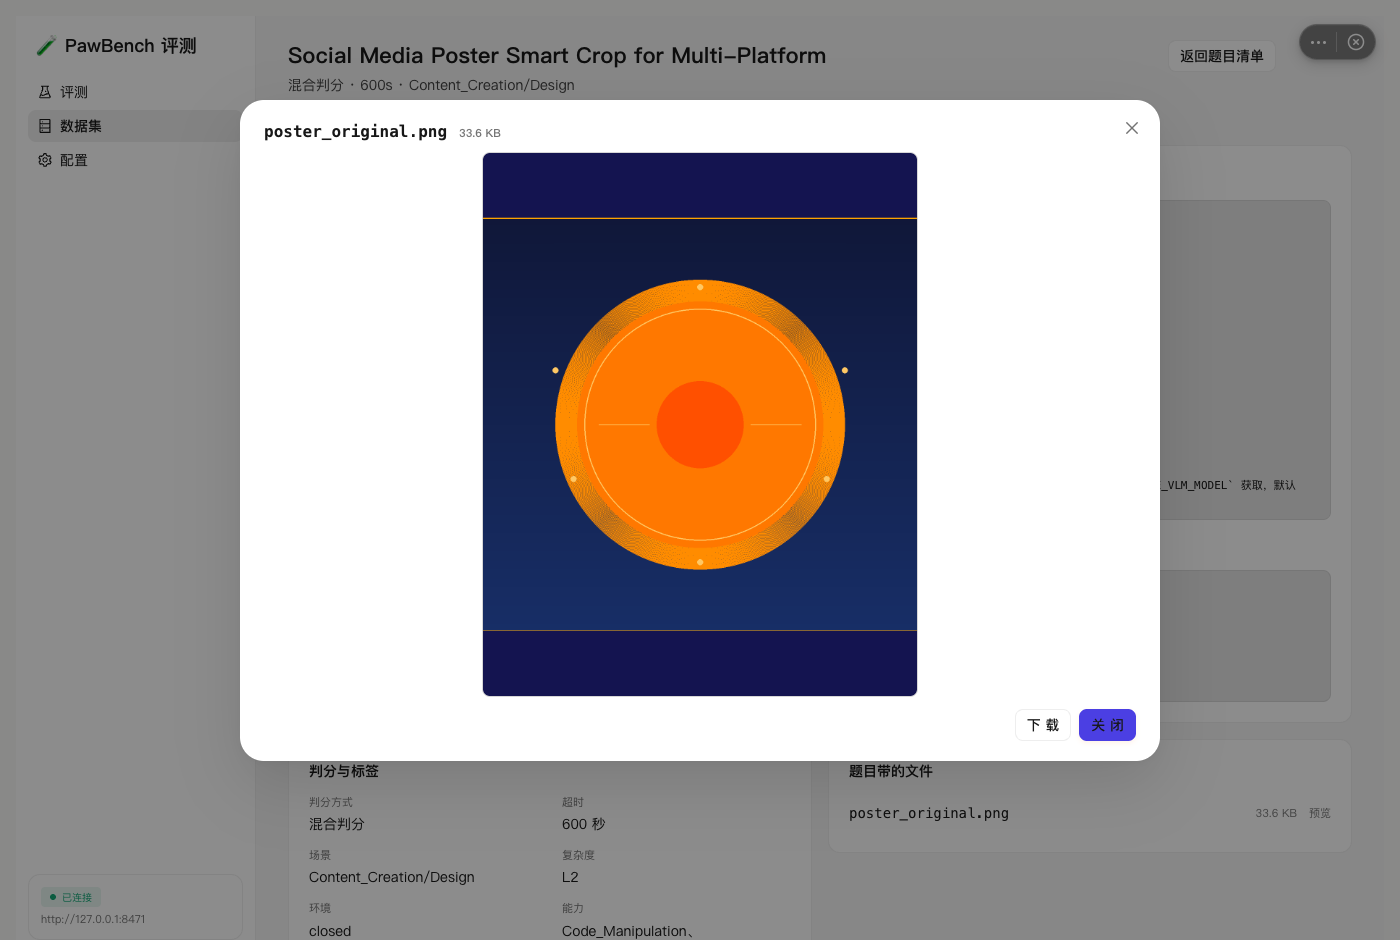 PawBench 评测
评测
数据集
配置
已连接
http://127.0.0.1:8471
Social Media Poster Smart Crop for Multi-Platform
混合判分 · 600s · Content_Creation/Design
返回题目清单
poster_original.png 33.6 KB
_VLM_MODEL` 获取，默认
下 载
关 闭
判分与标签
判分方式
混合判分
超时
600 秒
场景
Content_Creation/Design
复杂度
L2
环境
closed
能力
Code_Manipulation、
题目带的文件
poster_original.png 33.6 KB 预览